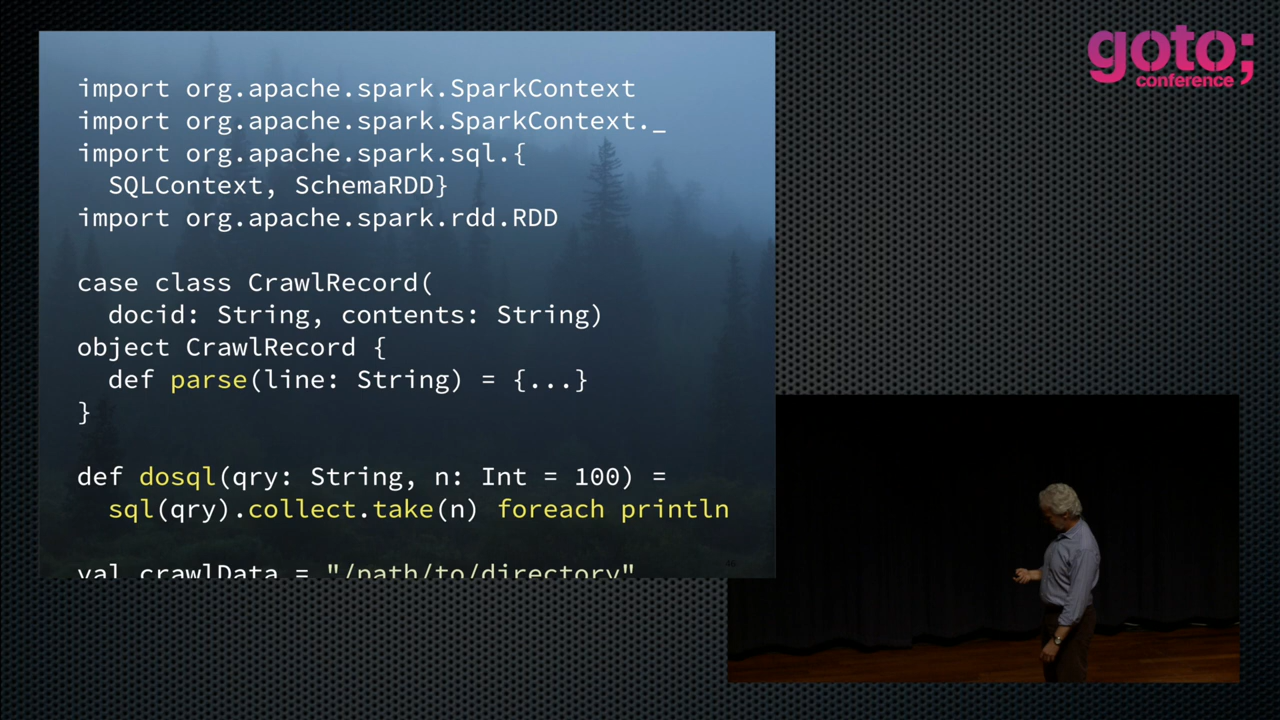 goto;
conference
import org.apache.spark.SparkContext
import org.apache.spark.SparkContext._
import org.apache.spark.sql.{
  SQLContext, SchemaRDD}
import org.apache.spark.rdd.RDD
case class CrawlRecord(
  docid: String, contents: String)
object CrawlRecord {
  def parse(line: String) = {...}
}
def dosql(qry: String, n: Int = 100) =
  sql(qry).collect.take(n) foreach println
val crawlData = "/path/to/directory"